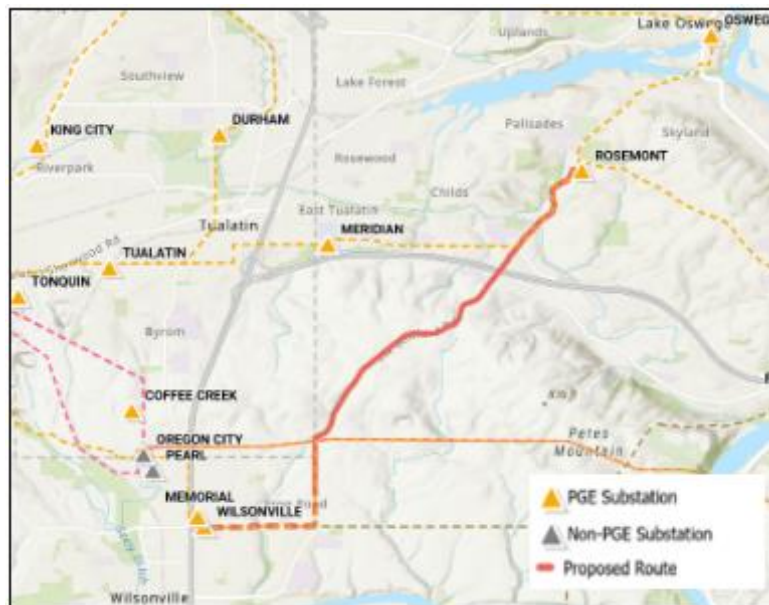 Lake Oswego
OSWEG
Uplands
Southview
Lake Forest
DURHAM
Palisades
Skyland
KING CITY
Riverpark
Rosewood
ROSEMONT
Childs
East Tualatin
Tualatin
MERIDIAN
TUALATIN
TONQUIN
Byrom
COFFEE CREEK
OREGON CITY
PEARL
Petes
Mountain
MEMORIAL
WILSONVILLE
Wilsonville
PGE Substation
Non-PGE Substation
Proposed Route